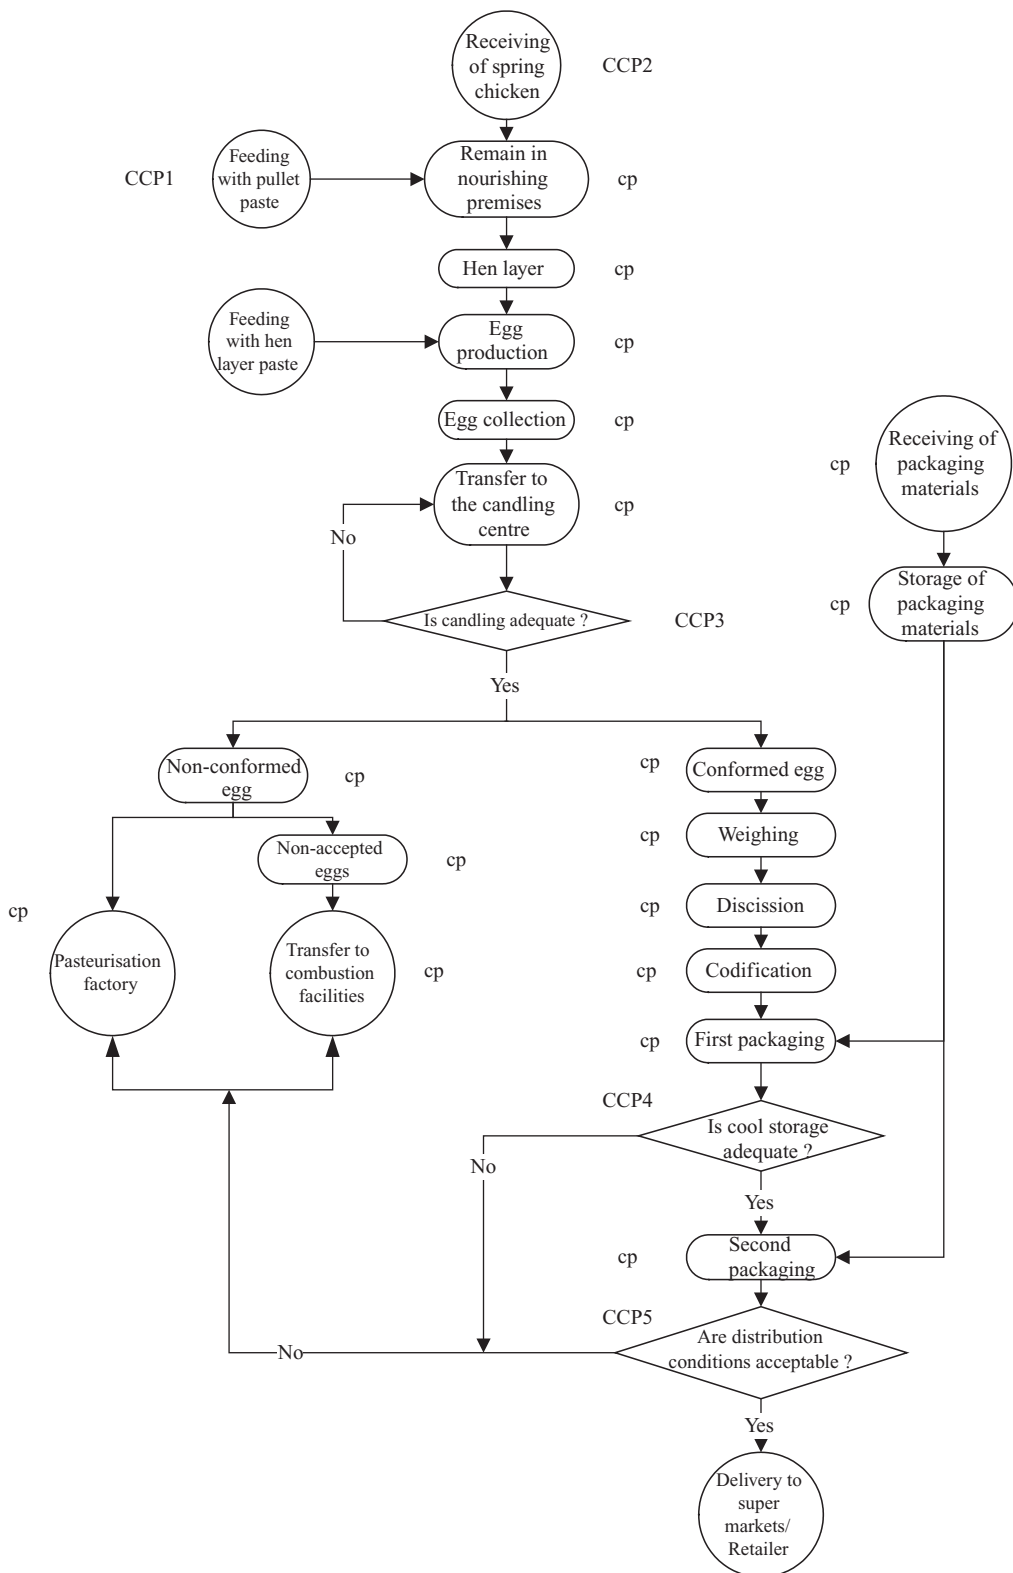 Receiving
of spring
chicken
CCP2
CCP1
Feeding
with pullet
paste
Remain in
nourishing
premises
cp
Hen layer
cp
Feeding
with hen
layer paste
Egg
production
cp
Egg collection
cp
Receiving of
packaging
materials
cp
Transfer to
the candling
centre
cp
No
Storage of
packaging
materials
cp
Is candling adequate ?
CCP3
Yes
Non-conformed
egg
cp
cp
Conformed egg
cp
Weighing
Non-accepted
eggs
cp
cp
Discission
cp
Pasteurisation
factory
Transfer to
combustion
facilities
cp
cp
Codification
cp
First packaging
CCP4
Is cool storage
adequate ?
No
Yes
cp
Second
packaging
CCP5
Are distribution
conditions acceptable ?
No
Yes
Delivery to
super
markets/
Retailer